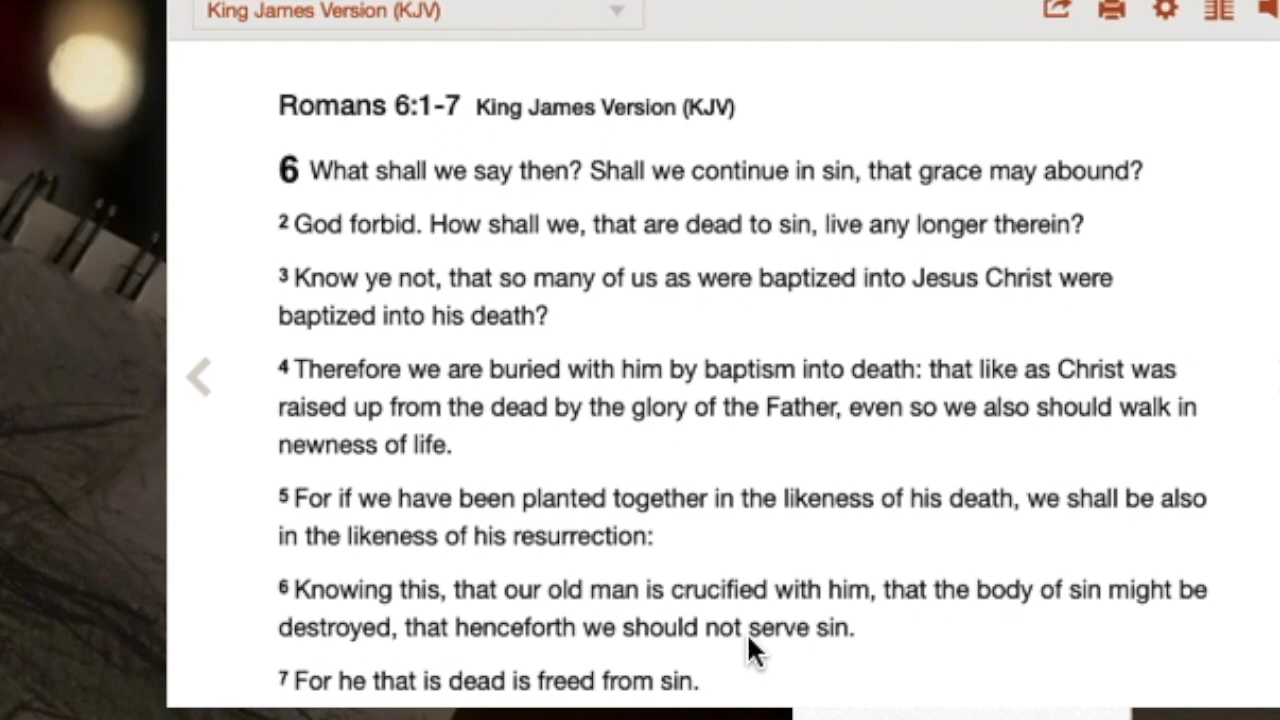 King James Version (KJV)
Romans 6:1-7 King James Version (KJV)
6 What shall we say then? Shall we continue in sin, that grace may abound?
2 God forbid. How shall we, that are dead to sin, live any longer therein?
3 Know ye not, that so many of us as were baptized into Jesus Christ were
baptized into his death?
4 Therefore we are buried with him by baptism into death: that like as Christ was
raised up from the dead by the glory of the Father, even so we also should walk in
newness of life.
5 For if we have been planted together in the likeness of his death, we shall be also
in the likeness of his resurrection:
6 Knowing this, that our old man is crucified with him, that the body of sin might be
destroyed, that henceforth we should not serve sin.
7 For he that is dead is freed from sin.